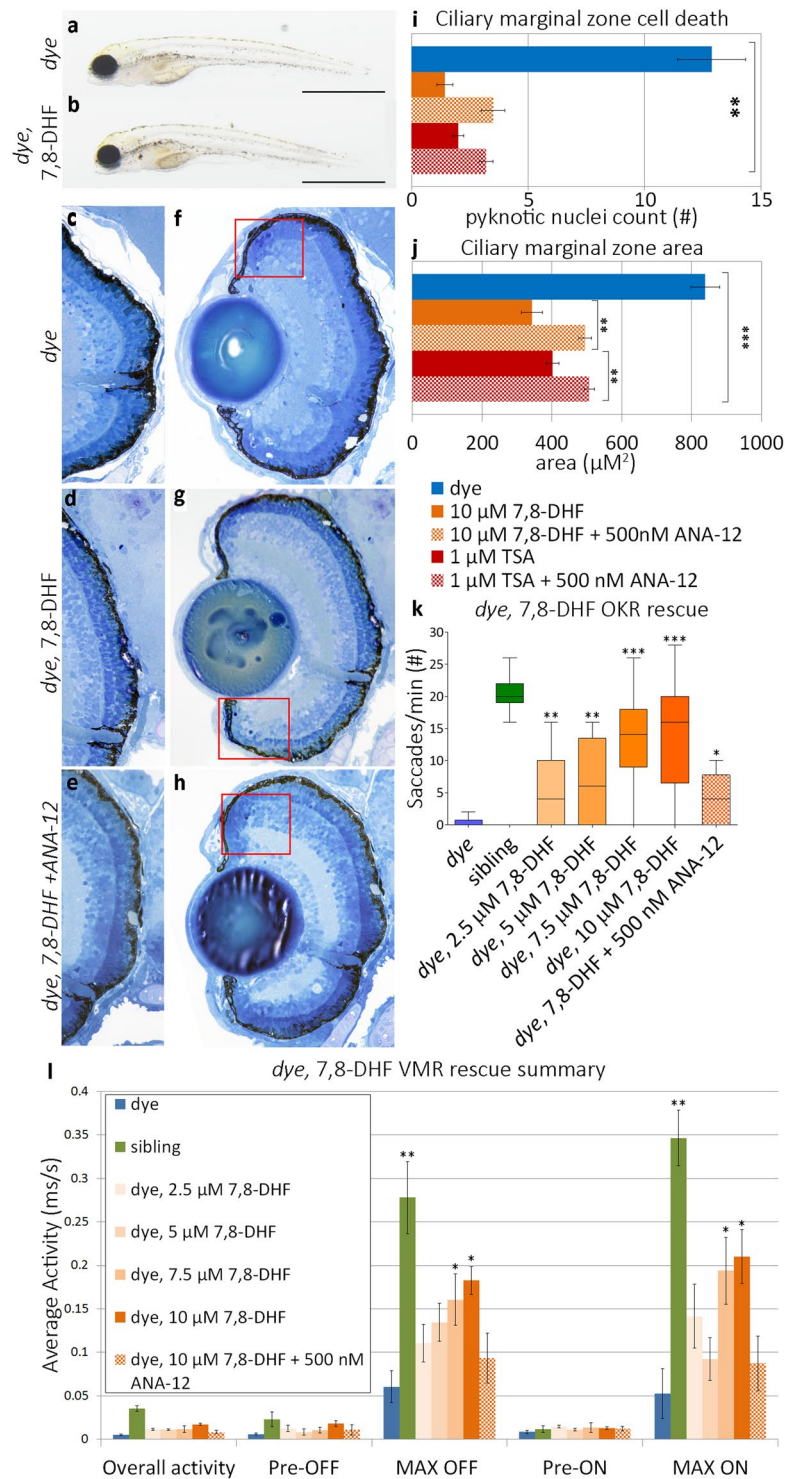 a
dye
b
dye,
7,8-DHF
c
f
dye
d
g
dye, 7,8-DHF
e
h
dye, 7,8-DHF +ANA-12
i
Ciliary marginal zone cell death
**
0
5
10
15
pyknotic nuclei count (#)
j
Ciliary marginal zone area
**
**
***
0
200
400
600
800
1000
area (µM²)
dye
10 µM 7,8-DHF
10 µM 7,8-DHF + 500nM ANA-12
1 µM TSA
1 µM TSA + 500 nM ANA-12
k
dye, 7,8-DHF OKR rescue
Saccades/min (#)
30
25
20
15
10
5
0
**
**
***
***
*
dye
sibling
dye, 2.5 µM 7,8-DHF
dye, 5 µM 7,8-DHF
dye, 7.5 µM 7,8-DHF
dye, 10 µM 7,8-DHF
dye, 7,8-DHF + 500 nM ANA-12
l
dye, 7,8-DHF VMR rescue summary
Average Activity (ms/s)
0.4
0.35
0.3
0.25
0.2
0.15
0.1
0.05
0
dye
sibling
dye, 2.5 µM 7,8-DHF
dye, 5 µM 7,8-DHF
dye, 7.5 µM 7,8-DHF
dye, 10 µM 7,8-DHF
dye, 10 µM 7,8-DHF + 500 nM
ANA-12
**
*
*
**
*
*
Overall activity
Pre-OFF
MAX OFF
Pre-ON
MAX ON